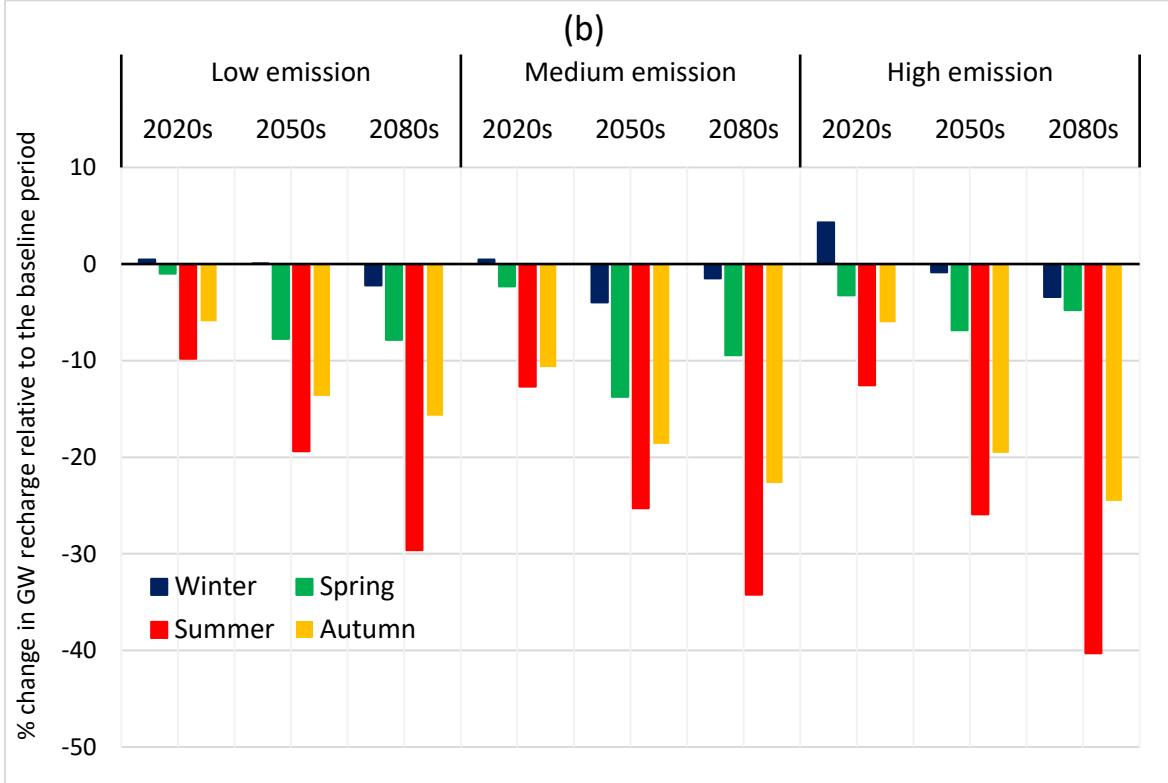 (b)
Low emission Medium emission High emission
2020s 2050s 2080s 2020s 2050s 2080s 2020s 2050s 2080s
% change in GW recharge relative to the baseline period
10
0
-10
-20
-30
-40
-50
Winter Spring
Summer Autumn